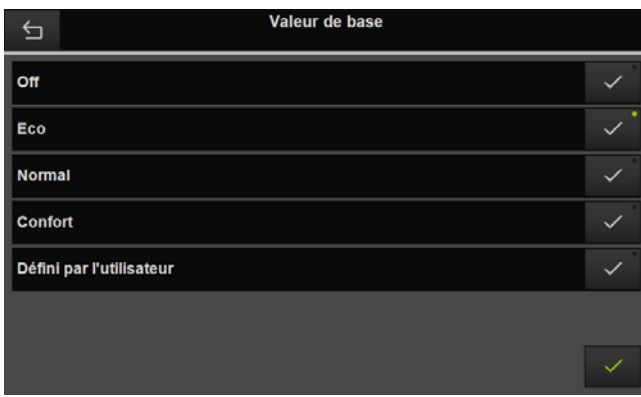 Valeur de base
Off
Eco
Normal
Confort
Défini par l'utilisateur